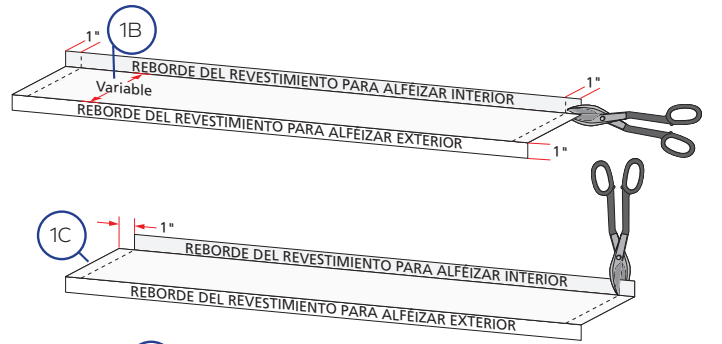 1"
1B
REBORDE DEL REVESTIMIENTO PARA ALFÉIZAR INTERIOR
1"
Variable
REBORDE DEL REVESTIMIENTO PARA ALFÉIZAR EXTERIOR
1"
1C
1"
REBORDE DEL REVESTIMIENTO PARA ALFÉIZAR INTERIOR
REBORDE DEL REVESTIMIENTO PARA ALFÉIZAR EXTERIOR